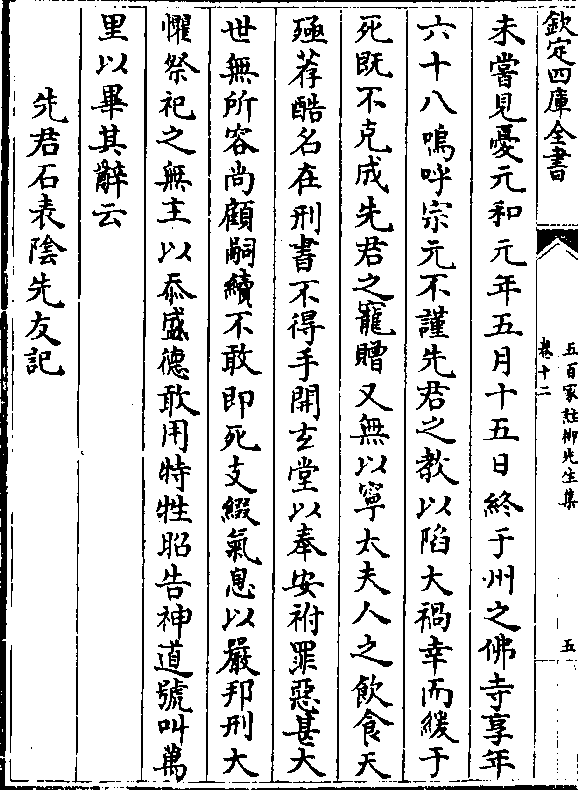 欽定四庫全書
五百家註柳先生集
卷十二
五
未嘗見憂元和元年五月十五日終于州之佛寺享年
六十八嗚呼宗元不謹先君之教以陷大禍幸而緩于
死既不克成先君之寵贈又無以寧太夫人之飲食天
殛荐酷名在刑書不得手開玄堂以奉安祔罪惡甚大
世無所容尚顧嗣續不敢即死支綴氣息以嚴邦刑大
懼祭祀之無主以忝盛德敢用特牲昭告神道號叫萬
里以畢其辭云
先君石表陰先友記